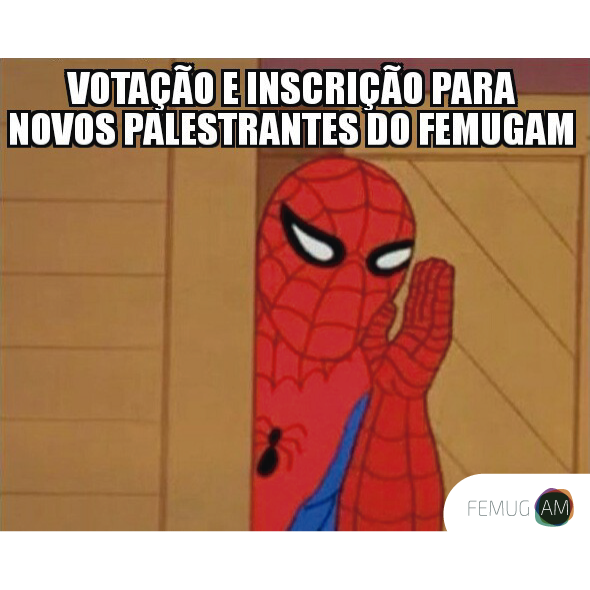 VOTAÇÃO E INSCRIÇÃO PARA
NOVOS PALESTRANTES DO FEMUGAM
FEMUG AM